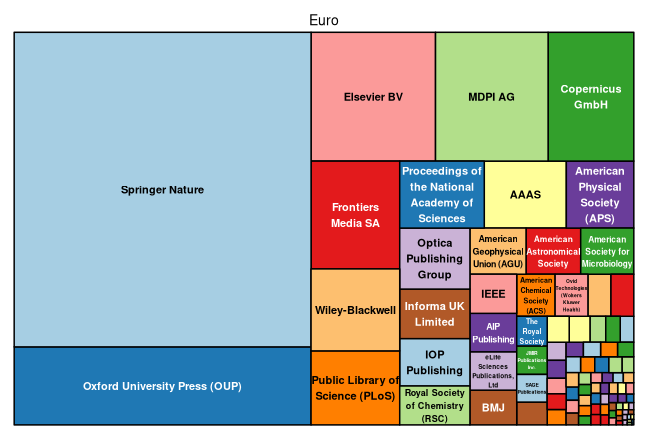 Euro
Springer Nature
Oxford University Press (OUP)
Elsevier BV
MDPI AG
Copernicus
GmbH
Frontiers
Media SA
Wiley-Blackwell
Public Library of
Science (PLoS)
Proceedings of
the National
Academy of
Sciences
AAAS
American
Physical
Society
(APS)
Optica
Publishing
Group
Informa UK
Limited
IOP
Publishing
Royal Society
of Chemistry
(RSC)
American
Geophysical
Union (AGU)
American
Astronomical
Society
American
Society for
Microbiology
IEEE
AIP
Publishing
eLife
Sciences
Publications,
Ltd
BMJ
American
Chemical
Society
(ACS)
Ovid
Technologies
(Wolters
Kluwer
Health)
The
Royal
Society
JMIR
Publications
Inc.
SAGE
Publications